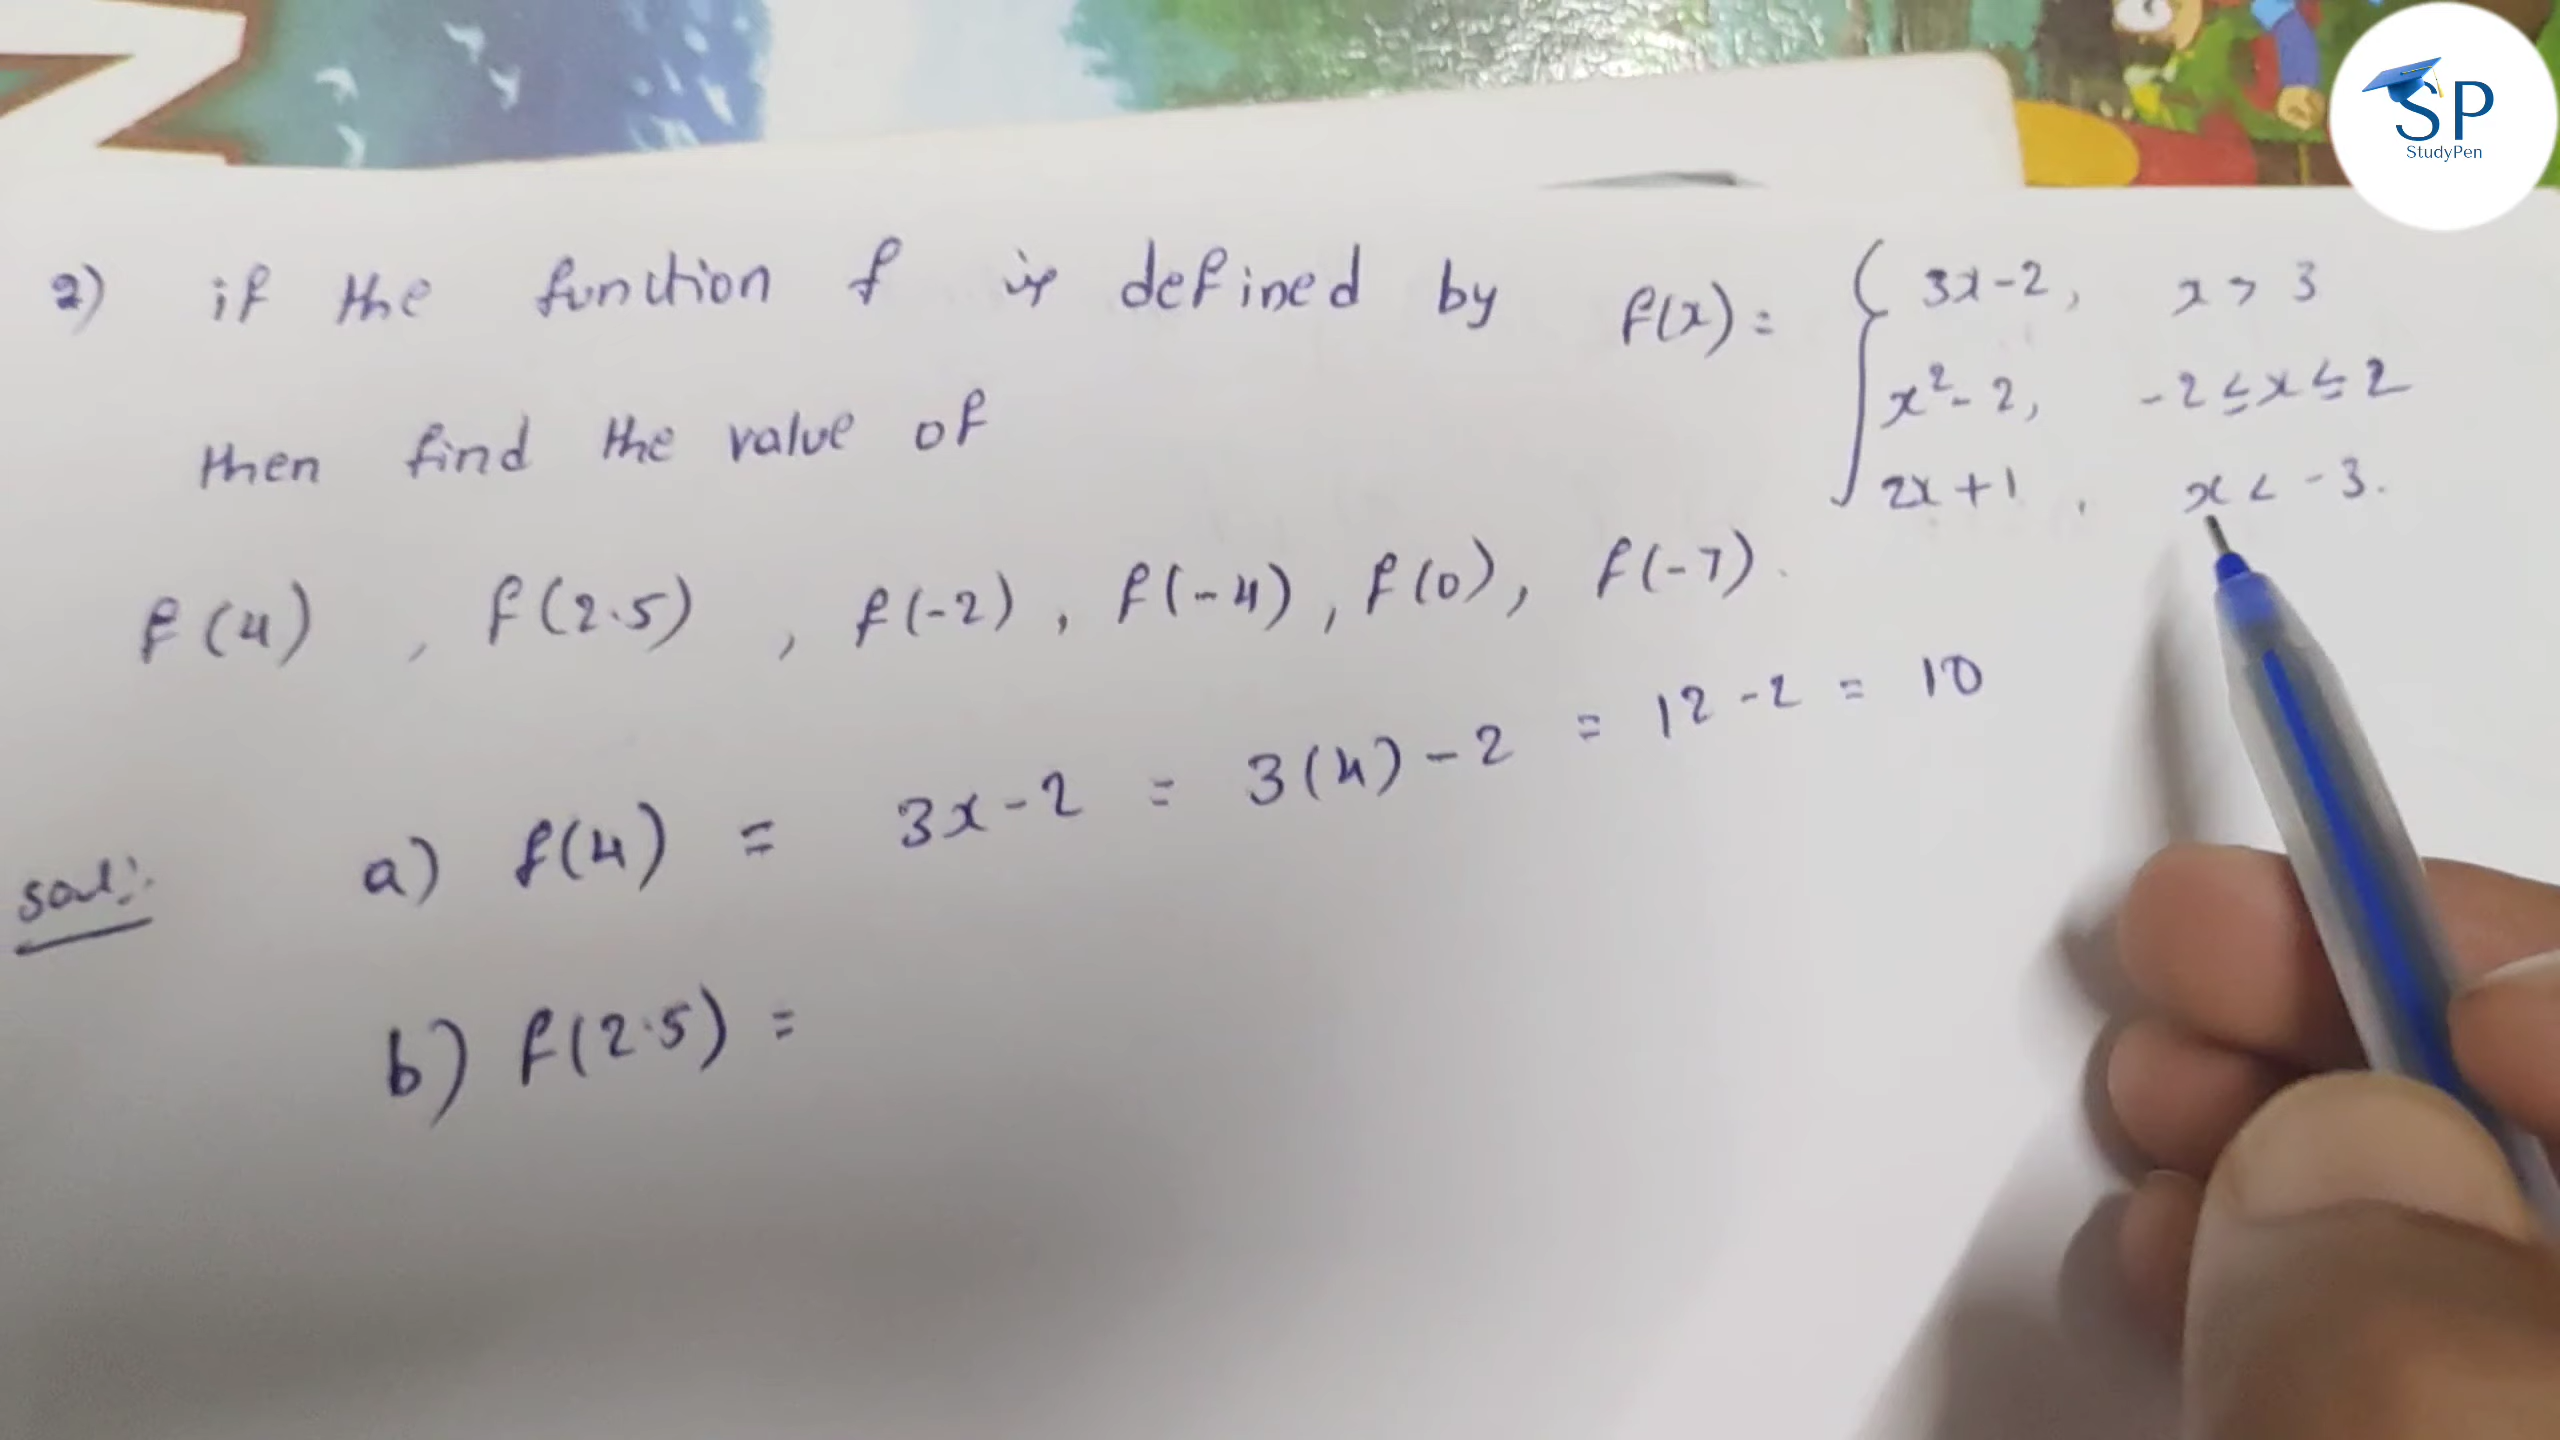 SP
StudyPen
2) if the function f is defined by f(x) = { 3x-2, x > 3
x²-2, -2 ≤ x ≤ 2
then find the value of
2x+1, x < -3.
f(4), f(2.5), f(-2), f(-4), f(0), f(-7).
sol:- a) f(4) = 3x-2 = 3(4)-2 = 12-2 = 10
b) f(2.5) =